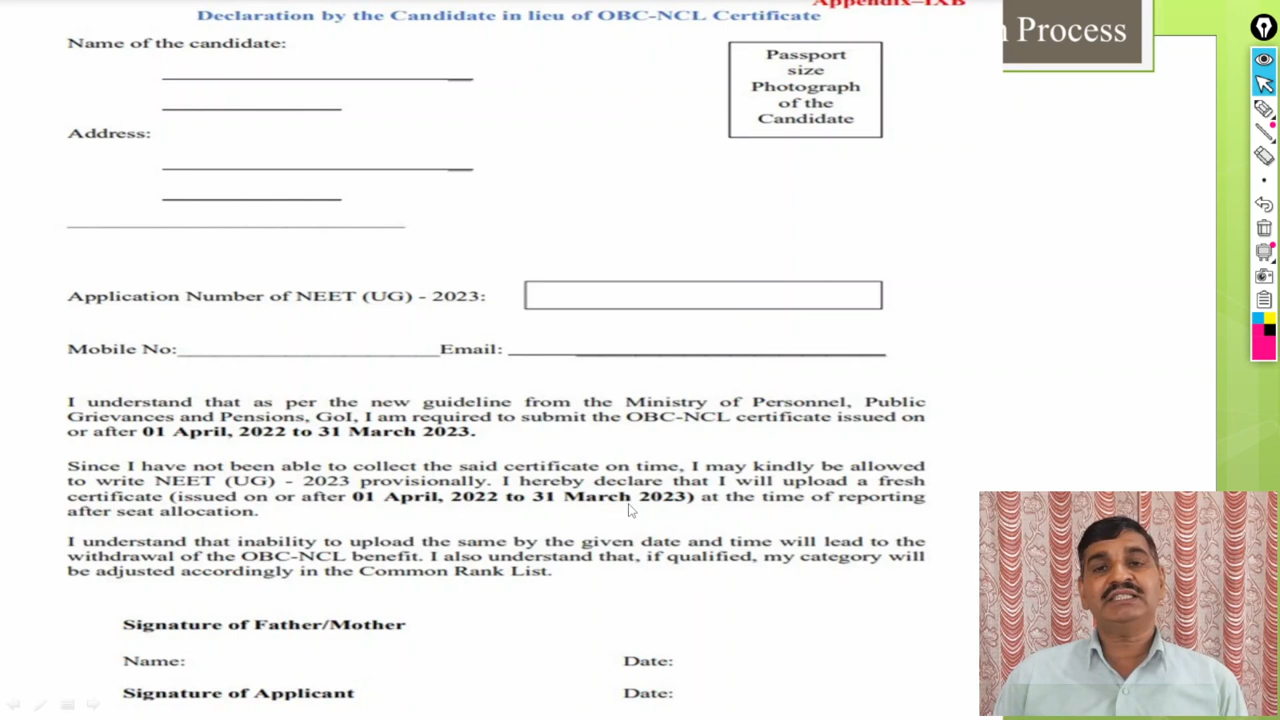 Appendix–IXB
Declaration by the Candidate in lieu of OBC-NCL Certificate
n Process
Name of the candidate:
Passport
size
Photograph
of the
Candidate
Address:
Application Number of NEET (UG) - 2023:
Mobile No: Email:
I understand that as per the new guideline from the Ministry of Personnel, Public
Grievances and Pensions, GoI, I am required to submit the OBC-NCL certificate issued on
or after 01 April, 2022 to 31 March 2023.
Since I have not been able to collect the said certificate on time, I may kindly be allowed
to write NEET (UG) - 2023 provisionally. I hereby declare that I will upload a fresh
certificate (issued on or after 01 April, 2022 to 31 March 2023) at the time of reporting
after seat allocation.
I understand that inability to upload the same by the given date and time will lead to the
withdrawal of the OBC-NCL benefit. I also understand that, if qualified, my category will
be adjusted accordingly in the Common Rank List.
Signature of Father/Mother
Name: Date:
Signature of Applicant Date: